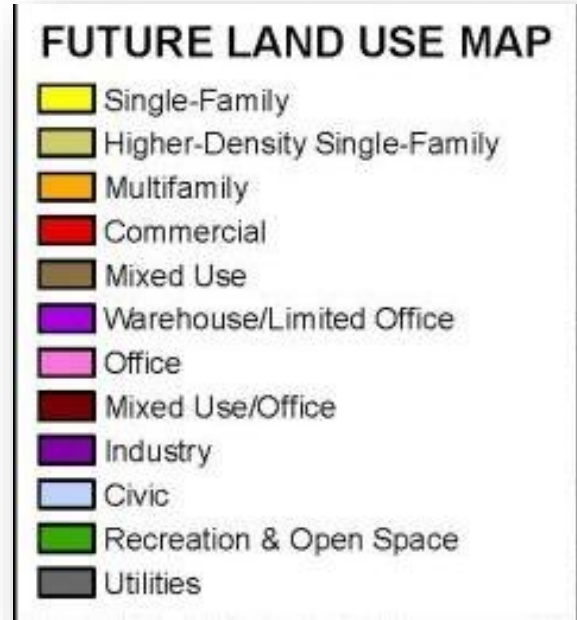 FUTURE LAND USE MAP
Single-Family
Higher-Density Single-Family
Multifamily
Commercial
Mixed Use
Warehouse/Limited Office
Office
Mixed Use/Office
Industry
Civic
Recreation & Open Space
Utilities